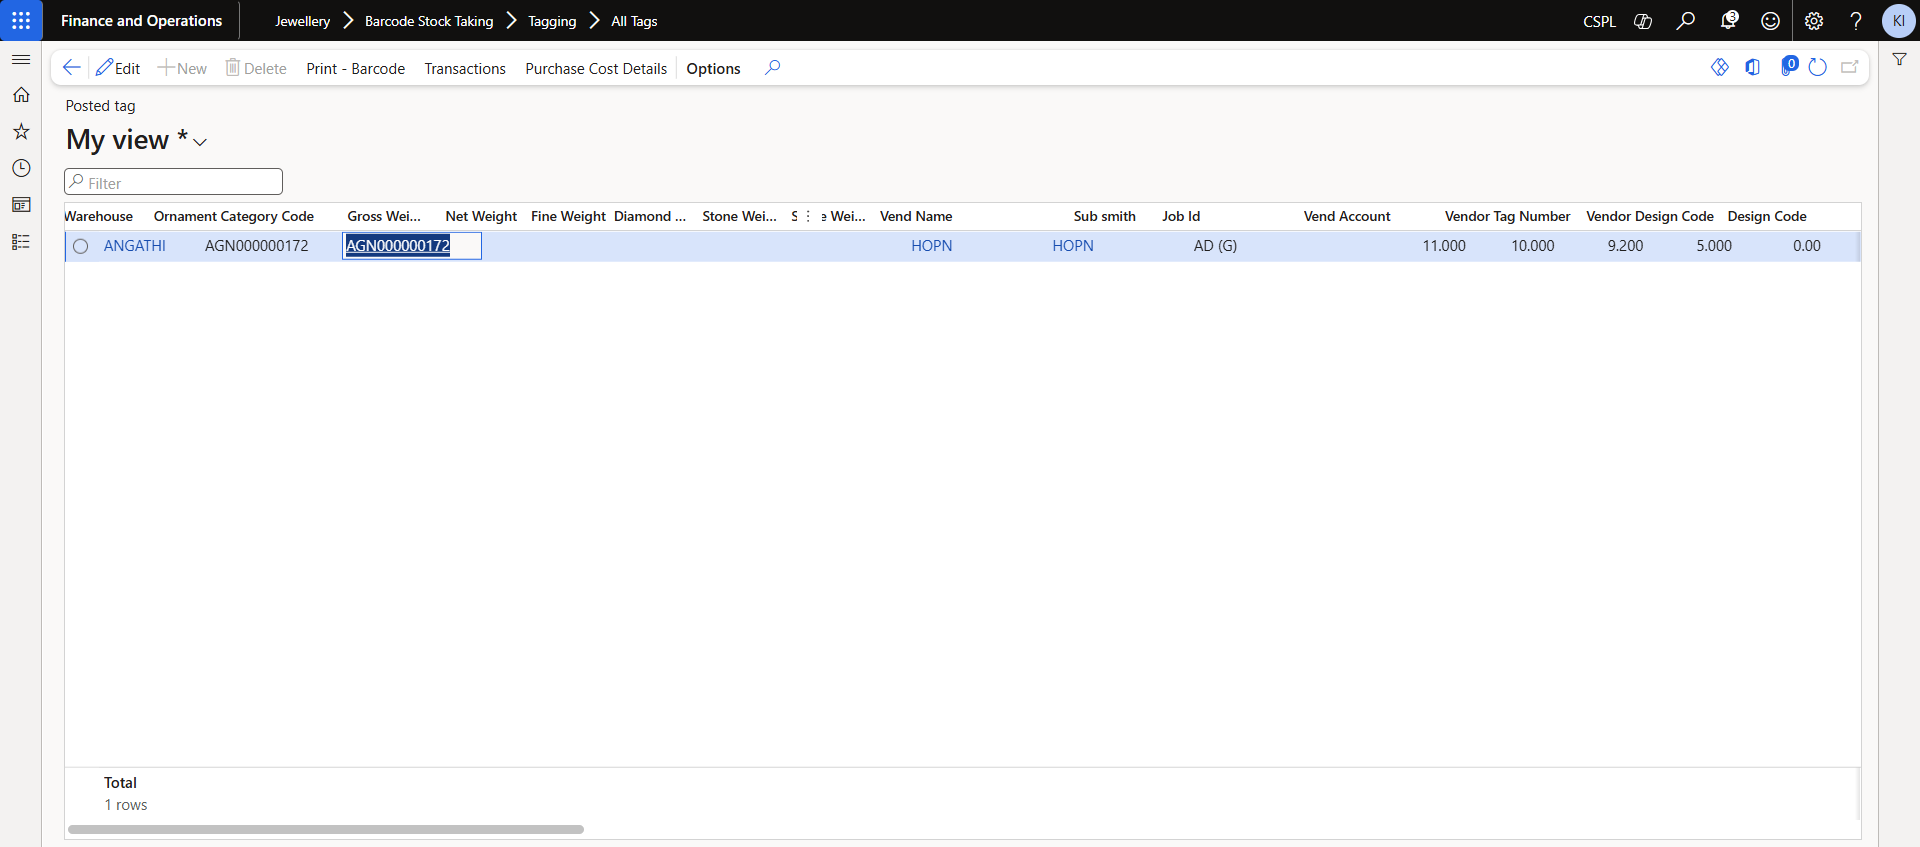 Finance and Operations Jewellery Barcode Stock Taking Tagging All Tags CSPL 3 ? KI
Edit New Delete Print - Barcode Transactions Purchase Cost Details Options 0
Posted tag
My view *
Filter
Warehouse Ornament Category Code Gross Wei... Net Weight Fine Weight Diamond ... Stone Wei... S e Wei... Vend Name Sub smith Job Id Vend Account Vendor Tag Number Vendor Design Code Design Code
ANGATHI AGN000000172 AGN000000172 HOPN HOPN AD (G) 11.000 10.000 9.200 5.000 0.00
Total
1 rows